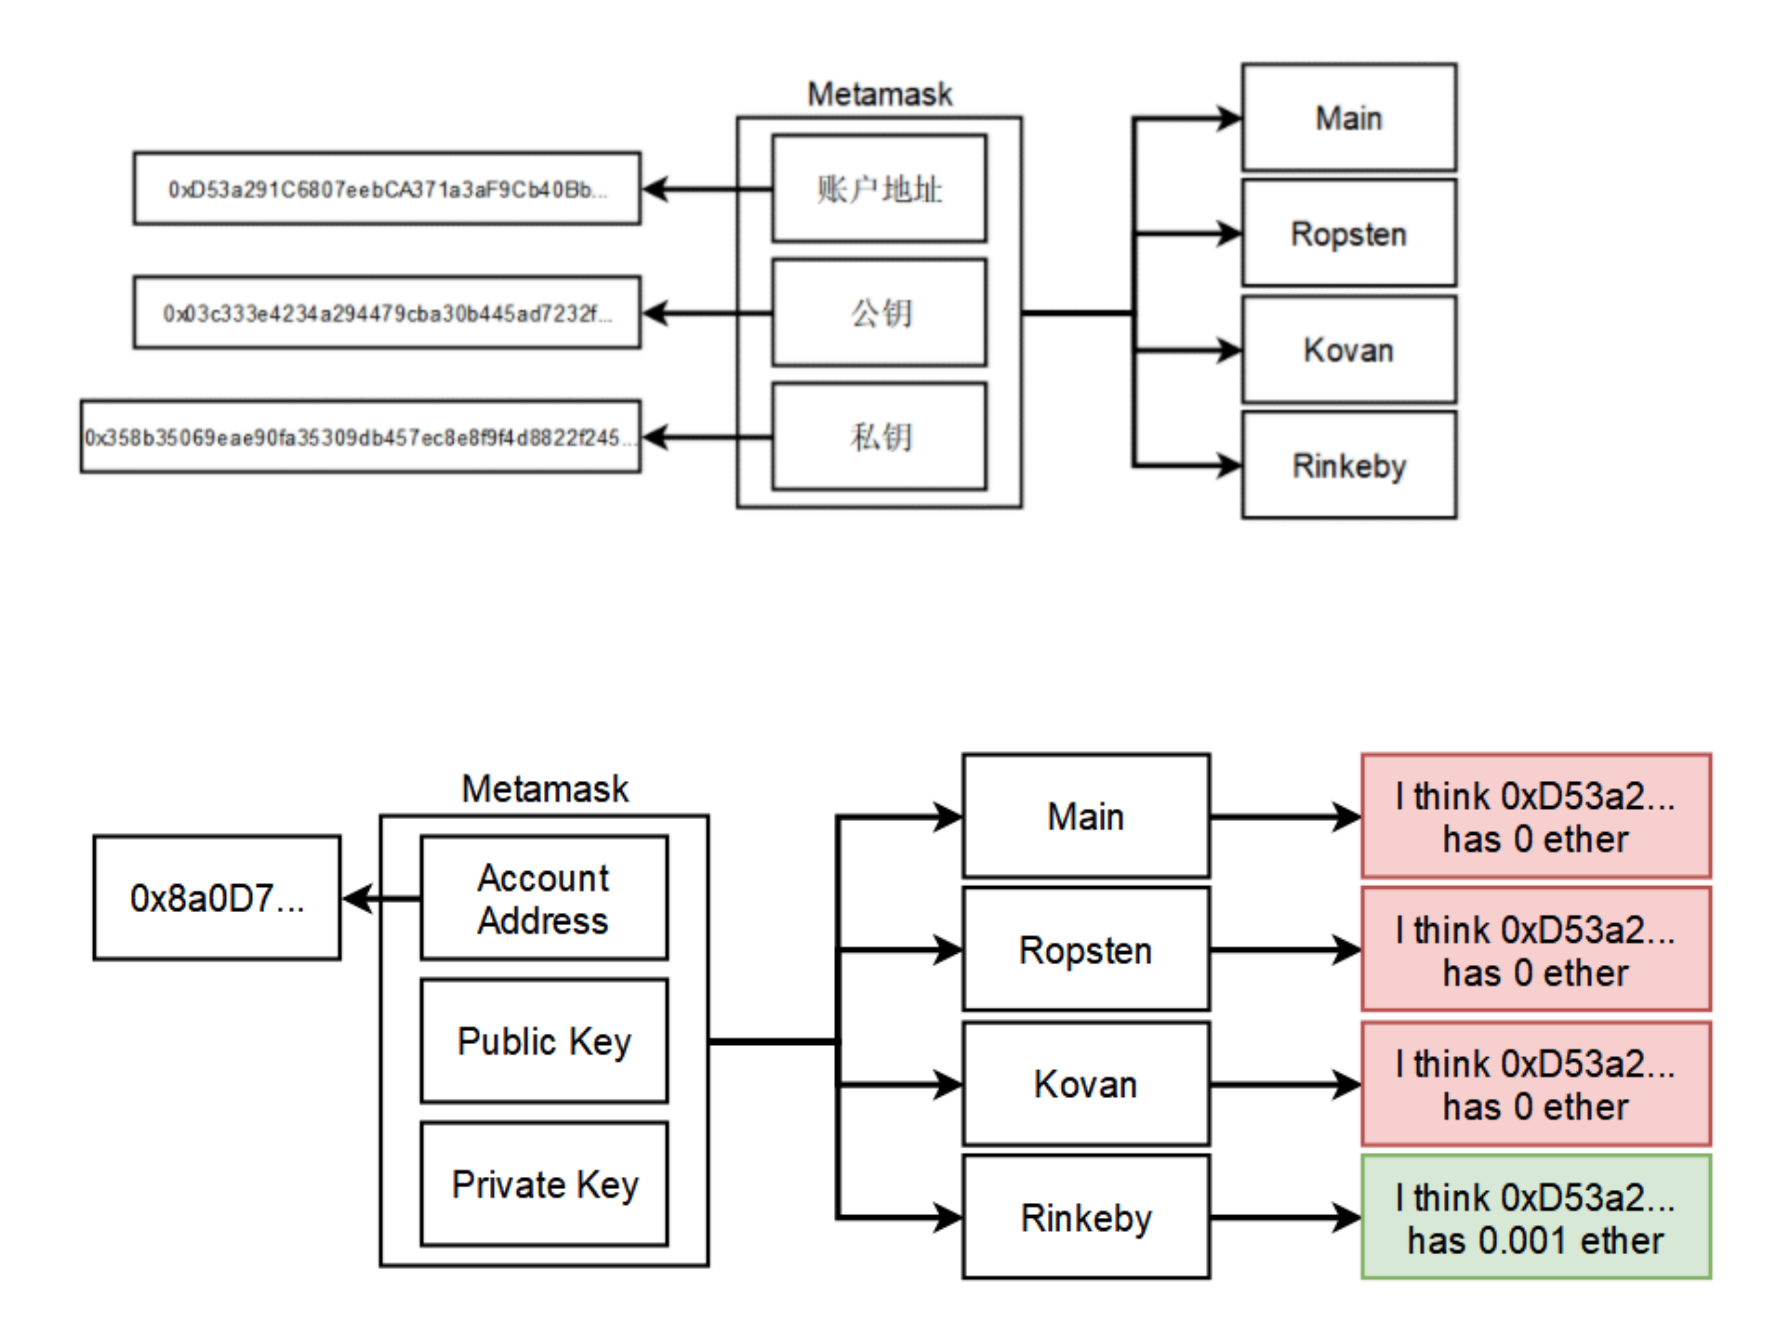 Metamask
0xD53a291C6807eebCA371a3aF9Cb40Bb...
账户地址
0x03c333e4234a294479cba30b445ad7232f...
公钥
0x358b35069eae90fa35309db457ec8e8f9f4d8822f245...
私钥
Main
Ropsten
Kovan
Rinkeby
Metamask
0x8a0D7...
Account
Address
Public Key
Private Key
Main
Ropsten
Kovan
Rinkeby
I think 0xD53a2...
has 0 ether
I think 0xD53a2...
has 0 ether
I think 0xD53a2...
has 0 ether
I think 0xD53a2...
has 0.001 ether